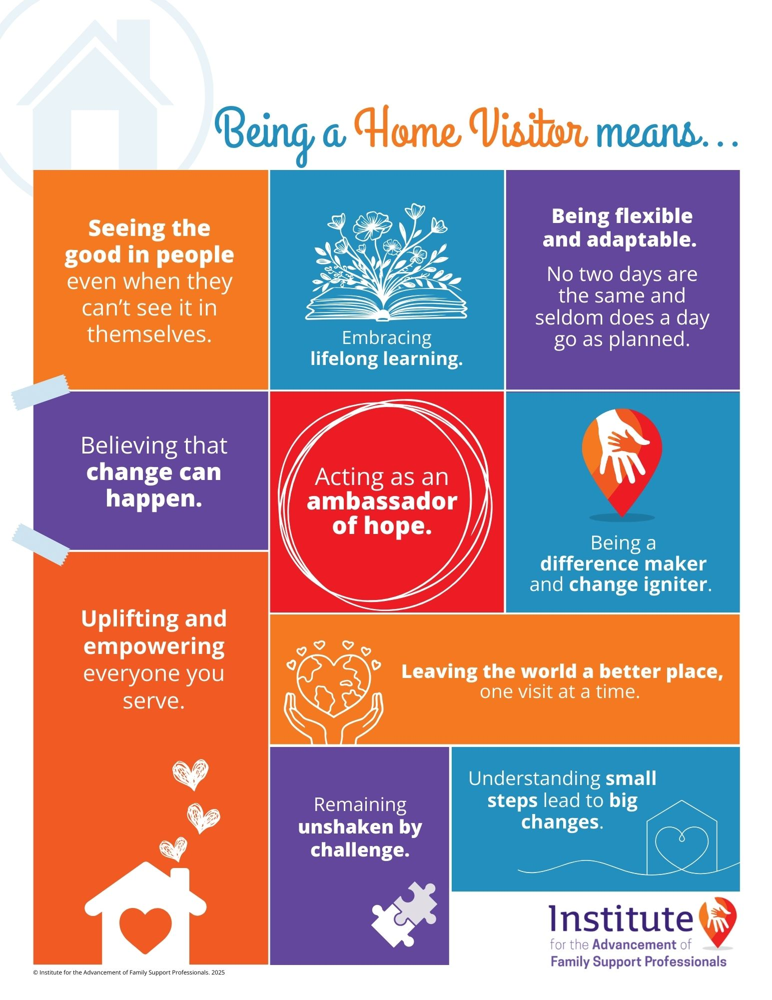 Being a Home Visitor means...
Seeing the
good in people
even when they
can’t see it in
themselves.
Embracing
lifelong learning.
Being flexible
and adaptable.
No two days are
the same and
seldom does a day
go as planned.
Believing that
change can
happen.
Acting as an
ambassador
of hope.
Being a
difference maker
and change igniter.
Uplifting and
empowering
everyone you
serve.
Leaving the world a better place,
one visit at a time.
Remaining
unshaken by
challenge.
Understanding small
steps lead to big
changes.
Institute
for the Advancement of
Family Support Professionals
© Institute for the Advancement of Family Support Professionals. 2025